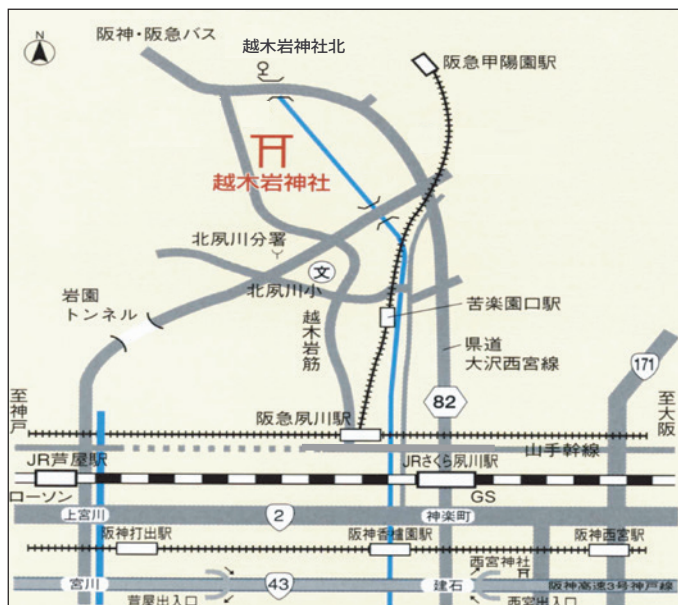 阪神・阪急バス
越木岩神社北
阪急甲陽園駅
N
越木岩神社
北夙川分署
文
北夙川小
岩園
トンネル
越木岩筋
苦楽園口駅
県道
大沢西宮線
171
82
至神戸
至大阪
阪急夙川駅
山手幹線
JR芦屋駅
JRさくら夙川駅
ローソン
GS
上宮川
2
神楽町
阪神打出駅
阪神香櫨園駅
阪神西宮駅
西宮神社
宮川
43
建石
阪神高速3号神戸線
芦屋出入口
西宮出入口